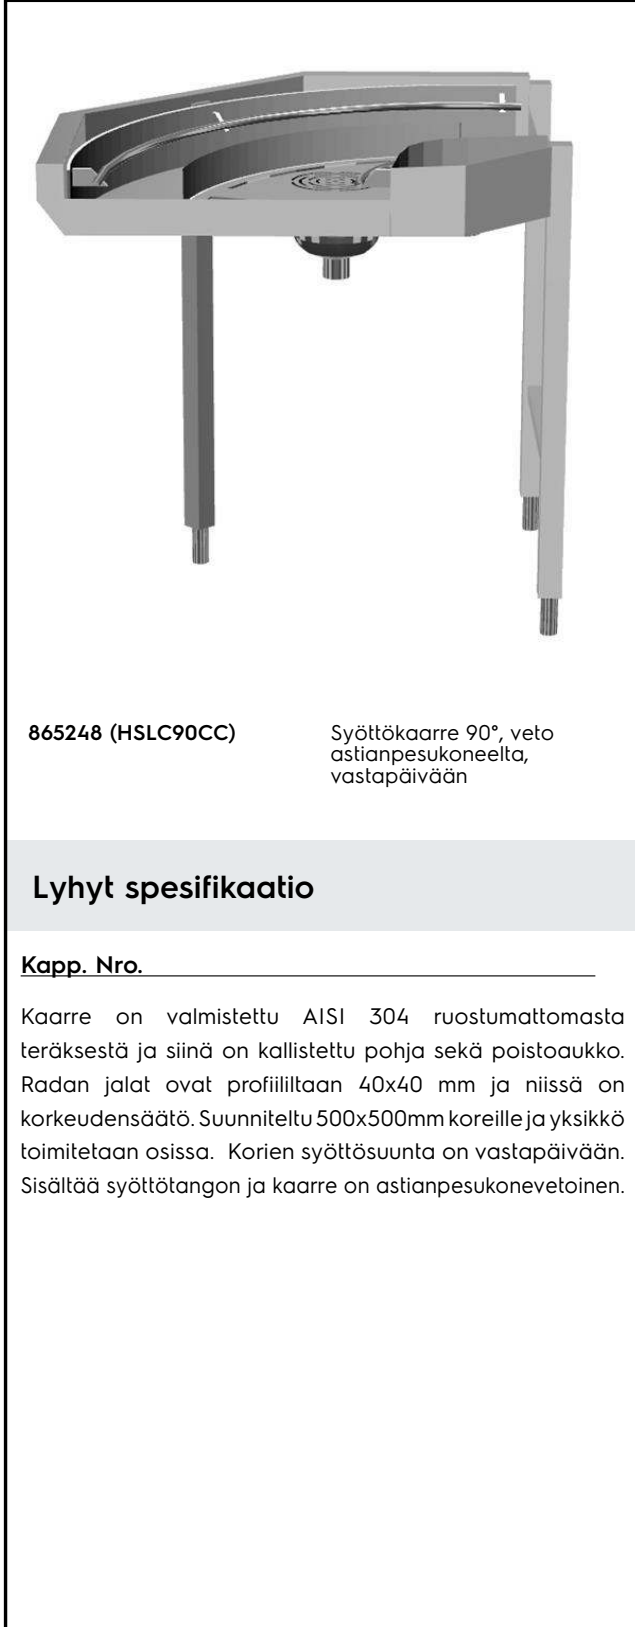 865248 (HSLC90CC)
Syöttökaarre 90°, veto
astianpesukoneelta,
vastapäivään
Lyhyt spesifikaatio
Kapp. Nro.
Kaarre on valmistettu AISI 304 ruostumattomasta
teräksestä ja siinä on kallistettu pohja sekä poistoaukko.
Radan jalat ovat profiililtaan 40x40 mm ja niissä on
korkeudensäätö. Suunniteltu 500x500mm koreille ja yksikkö
toimitetaan osissa. Korien syöttösuunta on vastapäivään.
Sisältää syöttötangon ja kaarre on astianpesukonevetoinen.